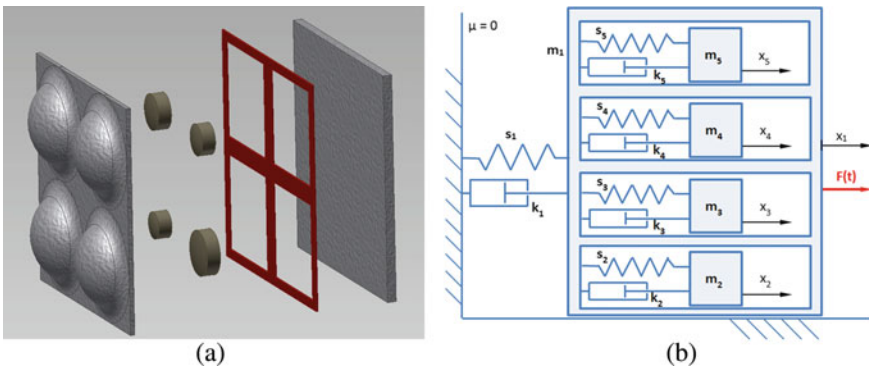 μ = 0
m₁
s₁
k₁
s₅
k₅
m₅
x₅
s₄
k₄
m₄
x₄
s₃
k₃
m₃
x₃
s₂
k₂
m₂
x₂
x₁
F(t)
(a)
(b)